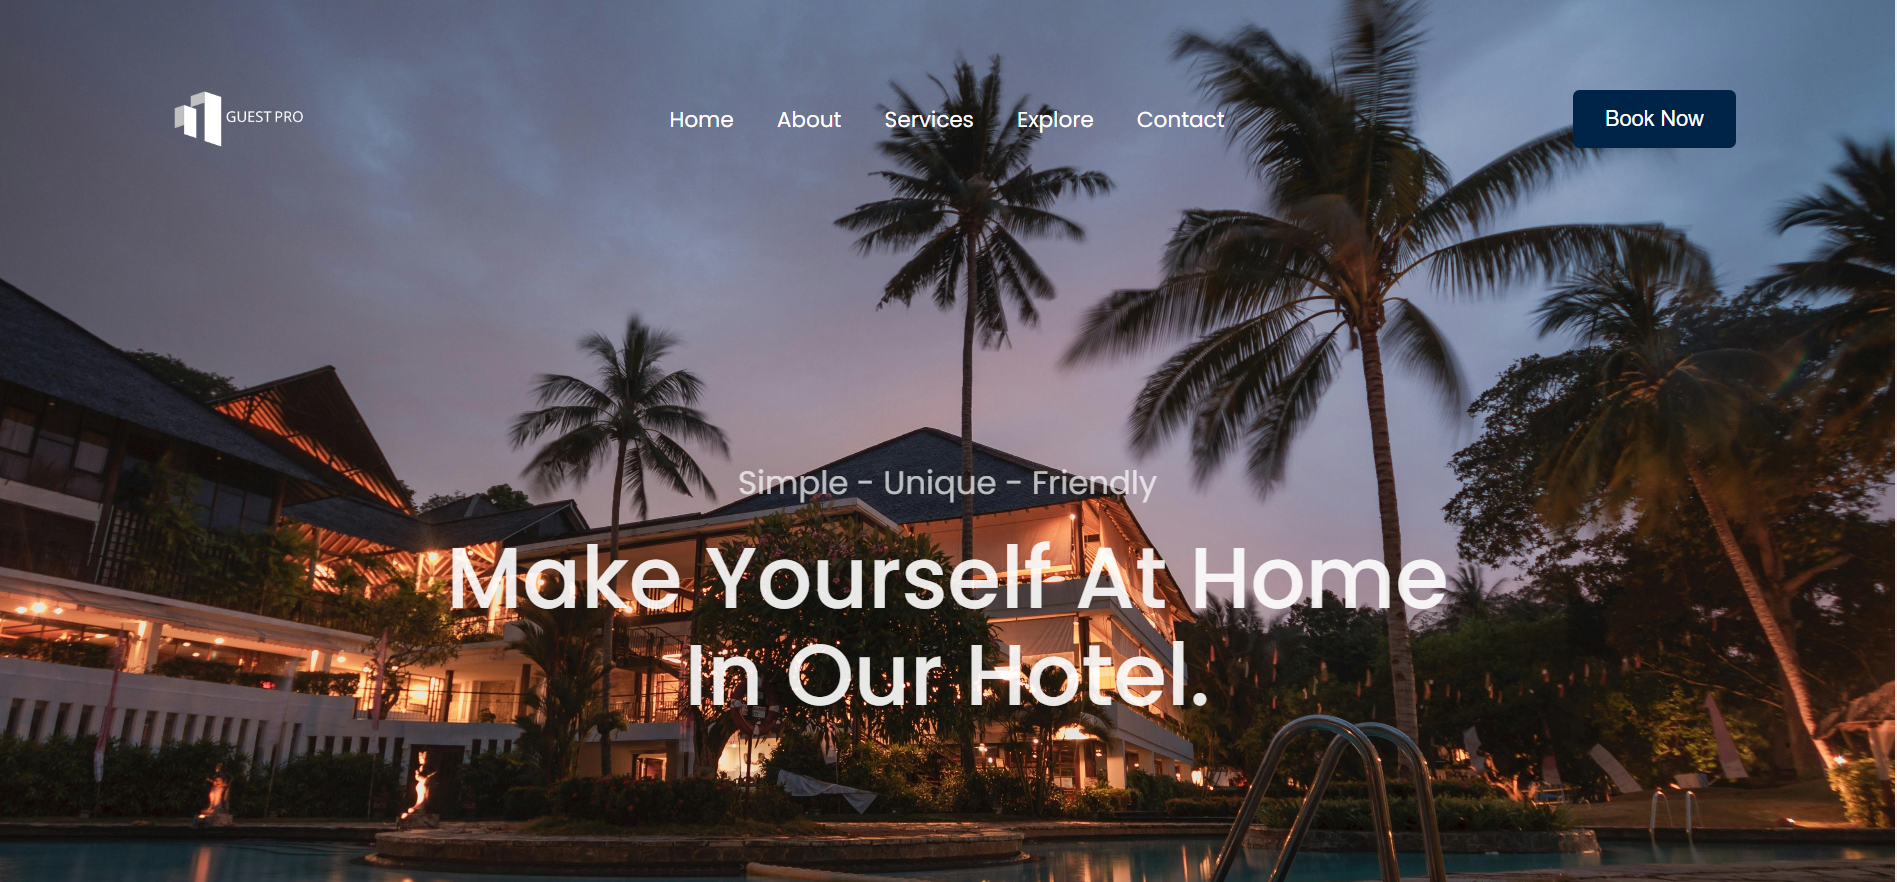 GUEST PRO
Home
About
Services
Explore
Contact
Book Now
Simple - Unique - Friendly
Make Yourself At Home
In Our Hotel.